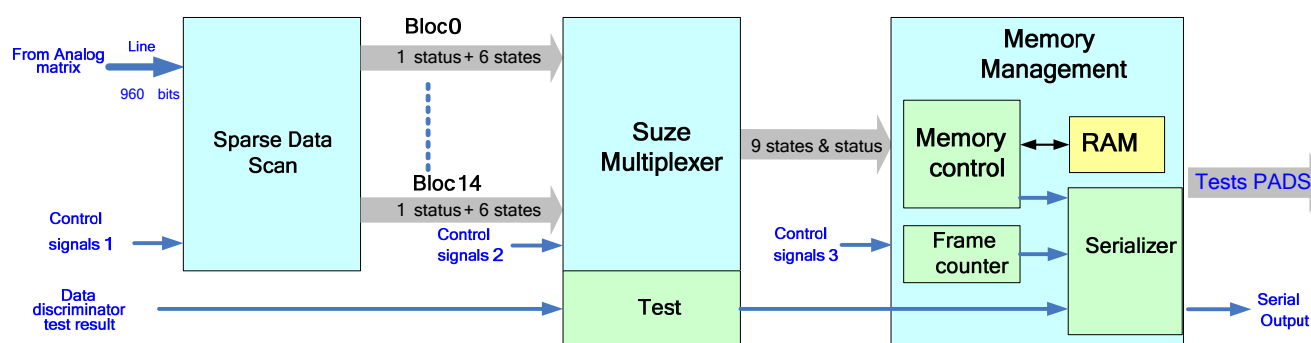 From Analog
matrix
Line
960 bits
Sparse Data
Scan
Control
signals 1
Data
discriminator
test result
Bloc0
1 status + 6 states
Bloc14
1 status + 6 states
Control
signals 2
Suze
Multiplexer
Test
9 states & status
Control
signals 3
Memory
Management
Memory
control
RAM
Frame
counter
Serializer
Tests PADS
Serial
Output